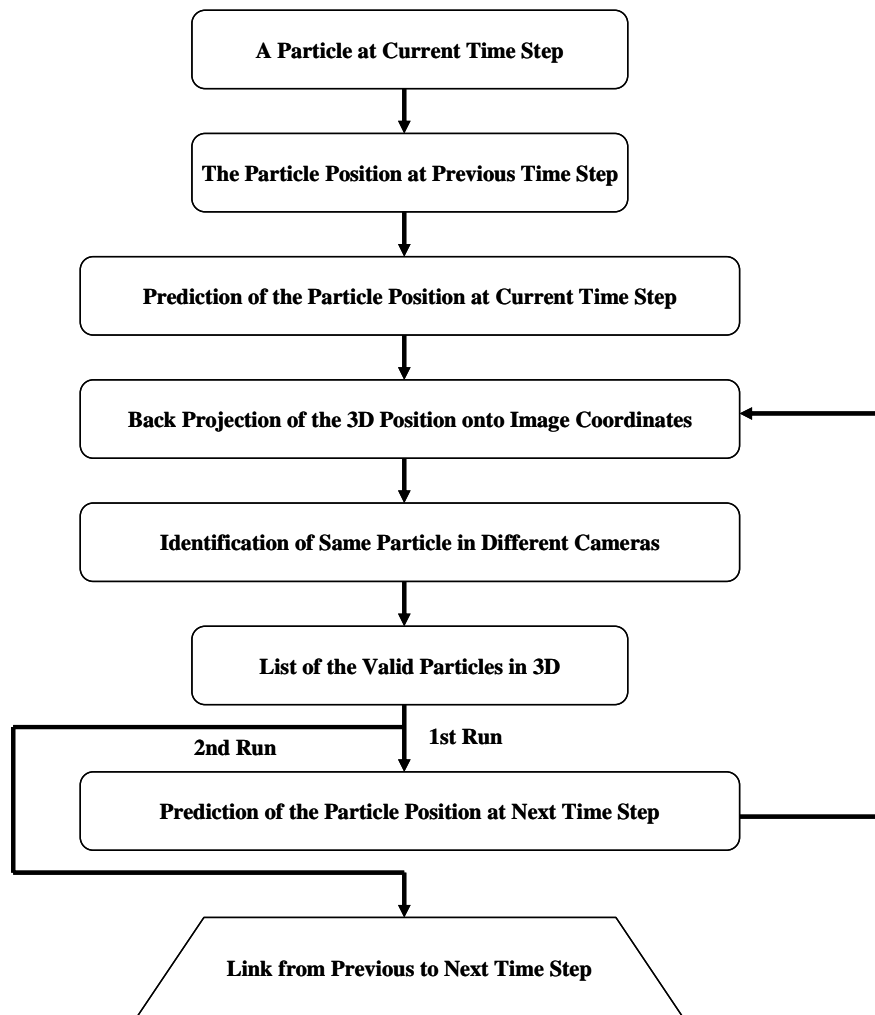 A Particle at Current Time Step
The Particle Position at Previous Time Step
Prediction of the Particle Position at Current Time Step
Back Projection of the 3D Position onto Image Coordinates
Identification of Same Particle in Different Cameras
List of the Valid Particles in 3D
1st Run
2nd Run
Prediction of the Particle Position at Next Time Step
Link from Previous to Next Time Step